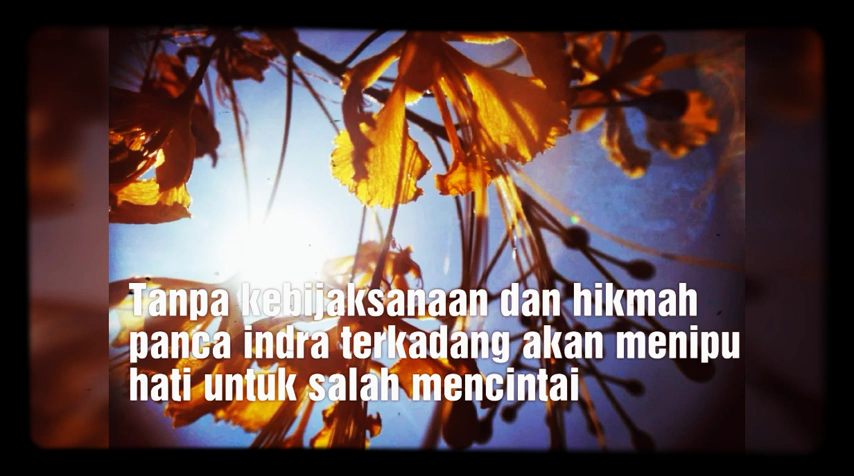 Tanpa kebijaksanaan dan hikmah
panca indra terkadang akan menipu
hati untuk salah mencintai